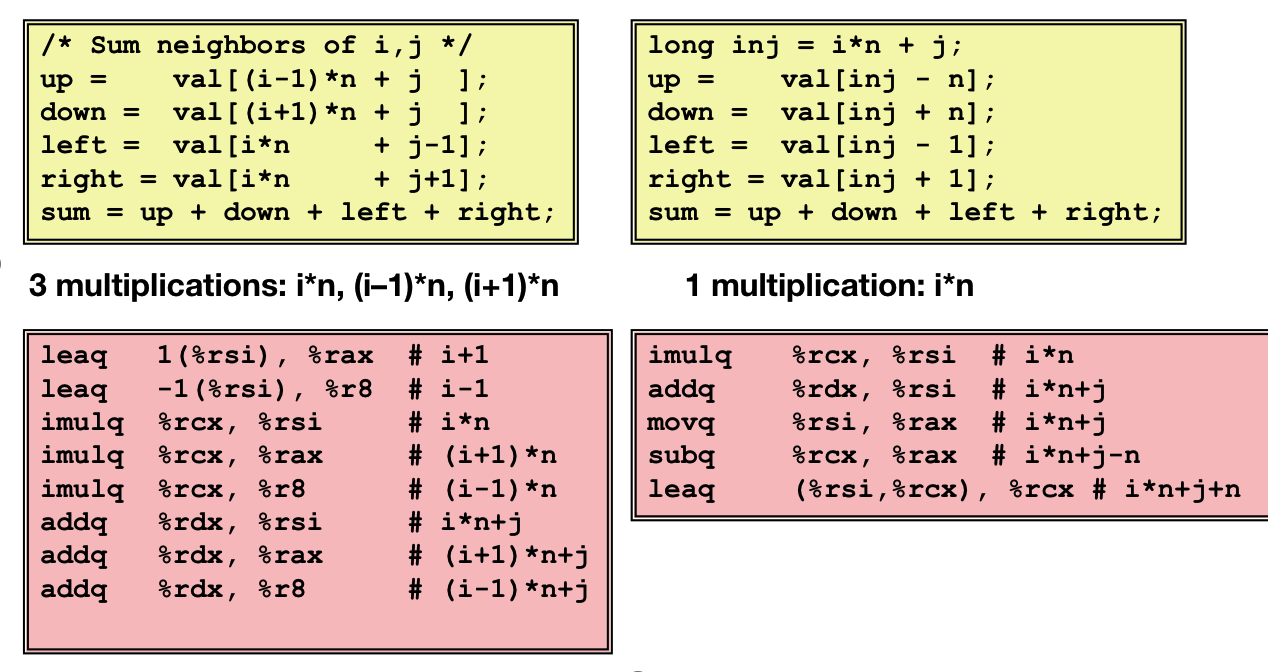 /* Sum neighbors of i,j */
up =    val[(i-1)*n + j  ];
down =  val[(i+1)*n + j  ];
left =  val[i*n     + j-1];
right = val[i*n     + j+1];
sum = up + down + left + right;
3 multiplications: i*n, (i–1)*n, (i+1)*n
leaq   1(%rsi), %rax  # i+1
leaq   -1(%rsi), %r8  # i-1
imulq  %rcx, %rsi     # i*n
imulq  %rcx, %rax     # (i+1)*n
imulq  %rcx, %r8      # (i-1)*n
addq   %rdx, %rsi     # i*n+j
addq   %rdx, %rax     # (i+1)*n+j
addq   %rdx, %r8      # (i-1)*n+j
long inj = i*n + j;
up =    val[inj - n];
down =  val[inj + n];
left =  val[inj - 1];
right = val[inj + 1];
sum = up + down + left + right;
1 multiplication: i*n
imulq   %rcx, %rsi  # i*n
addq    %rdx, %rsi  # i*n+j
movq    %rsi, %rax  # i*n+j
subq    %rcx, %rax  # i*n+j-n
leaq    (%rsi,%rcx), %rcx # i*n+j+n